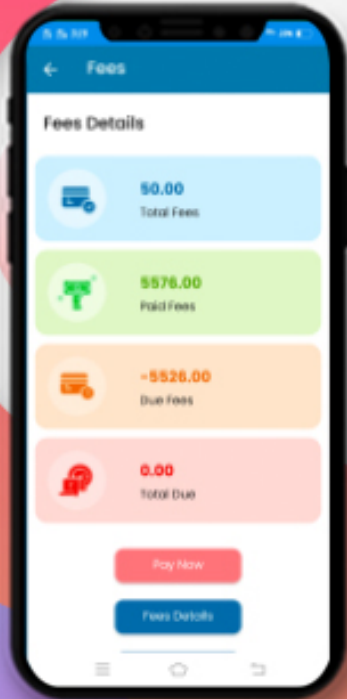 Fees
Fees Details
50.00
Total Fees
5576.00
Paid Fees
-5526.00
Due Fees
0.00
Total Due
Pay Now
Fees Details